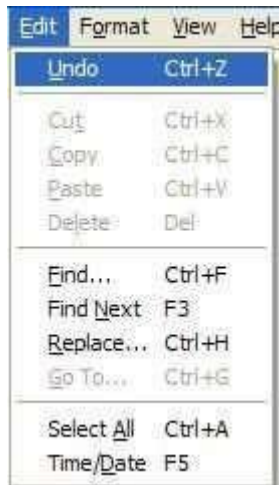 Edit Format View Help
Undo Ctrl+Z
Cut Ctrl+X
Copy Ctrl+C
Paste Ctrl+V
Delete Del
Find... Ctrl+F
Find Next F3
Replace... Ctrl+H
Go To... Ctrl+G
Select All Ctrl+A
Time/Date F5